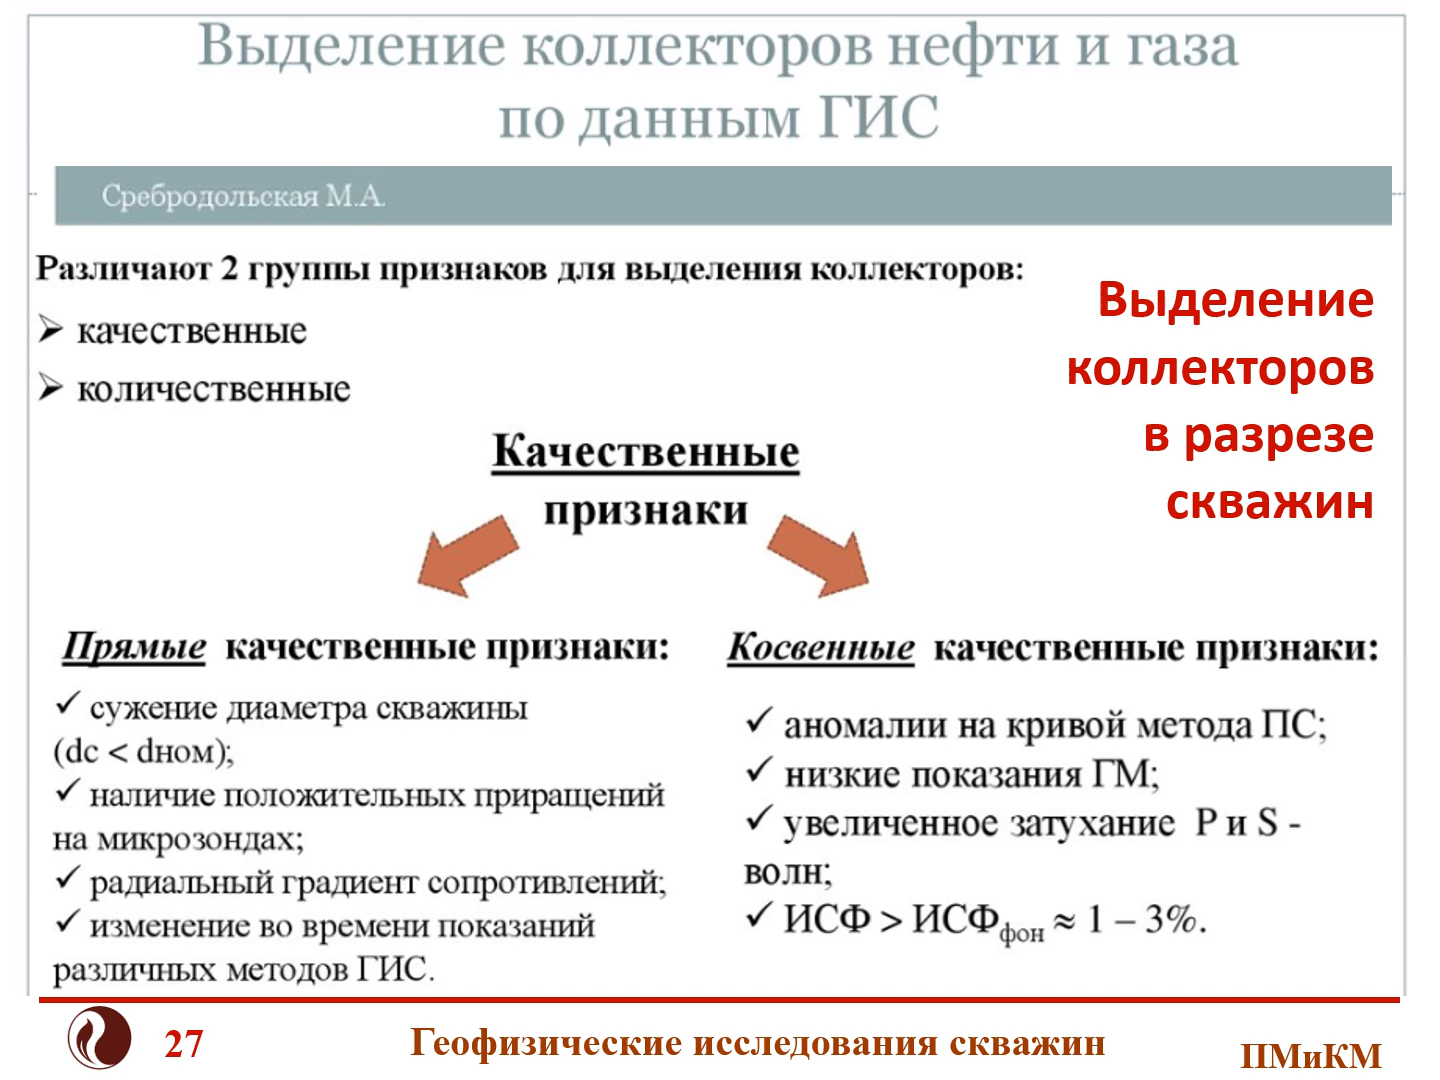 Выделение коллекторов нефти и газа
по данным ГИС
Сребродольская М.А.
Различают 2 группы признаков для выделения коллекторов:
➢ качественные
➢ количественные
Выделение
коллекторов
в разрезе
скважин
Качественные
признаки
Прямые качественные признаки:
✓ сужение диаметра скважины
(dc < dном);
✓ наличие положительных приращений
на микрозондах;
✓ радиальный градиент сопротивлений;
✓ изменение во времени показаний
различных методов ГИС.
Косвенные качественные признаки:
✓ аномалии на кривой метода ПС;
✓ низкие показания ГМ;
✓ увеличенное затухание P и S -
волн;
✓ ИСФ > ИСФфон ≈ 1 – 3%.
27
Геофизические исследования скважин
ПМиКМ